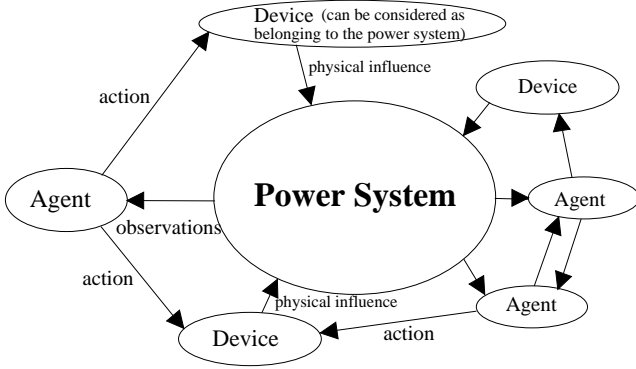 Device (can be considered as
belonging to the power system)
physical influence
action
Device
Agent
Power System
Agent
observations
action
physical influence
Agent
Device
action